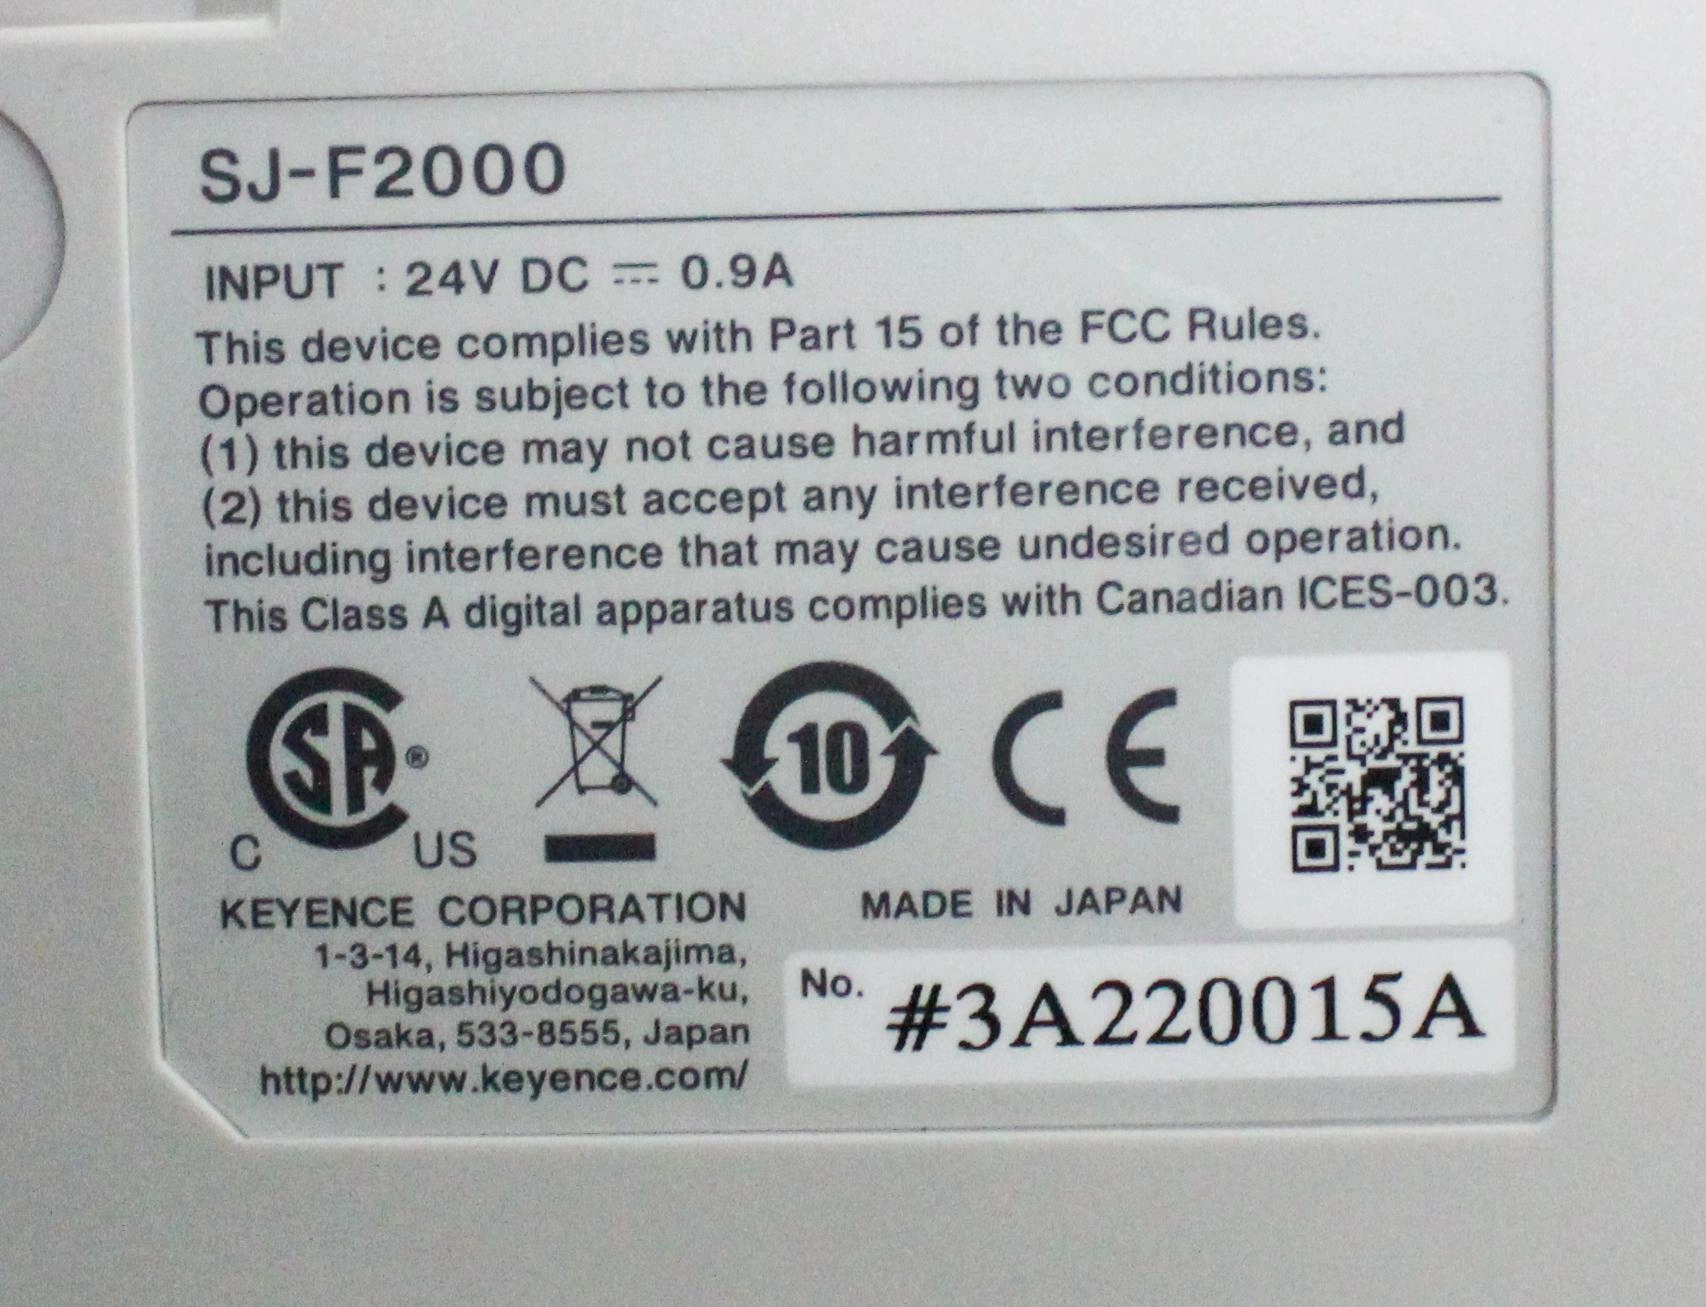 SJ-F2000
INPUT : 24V DC ⎓ 0.9A
This device complies with Part 15 of the FCC Rules.
Operation is subject to the following two conditions:
(1) this device may not cause harmful interference, and
(2) this device must accept any interference received,
including interference that may cause undesired operation.
This Class A digital apparatus complies with Canadian ICES-003.
SA ®
C US
10
CE
KEYENCE CORPORATION
1-3-14, Higashinakajima,
Higashiyodogawa-ku,
Osaka, 533-8555, Japan
http://www.keyence.com/
MADE IN JAPAN
No. #3A220015A